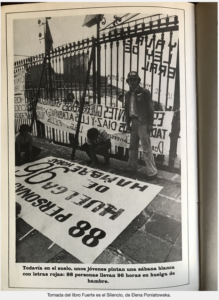 88 PERSONAS
HUELGA
DE
HAMBRE
Todavía en el suelo, unos jóvenes pintan una sábana blanca
con letras rojas: 88 personas llevan 96 horas en huelga de
hambre.
Tomada del libro Fuerte es el Silencio, de Elena Poniatowska.